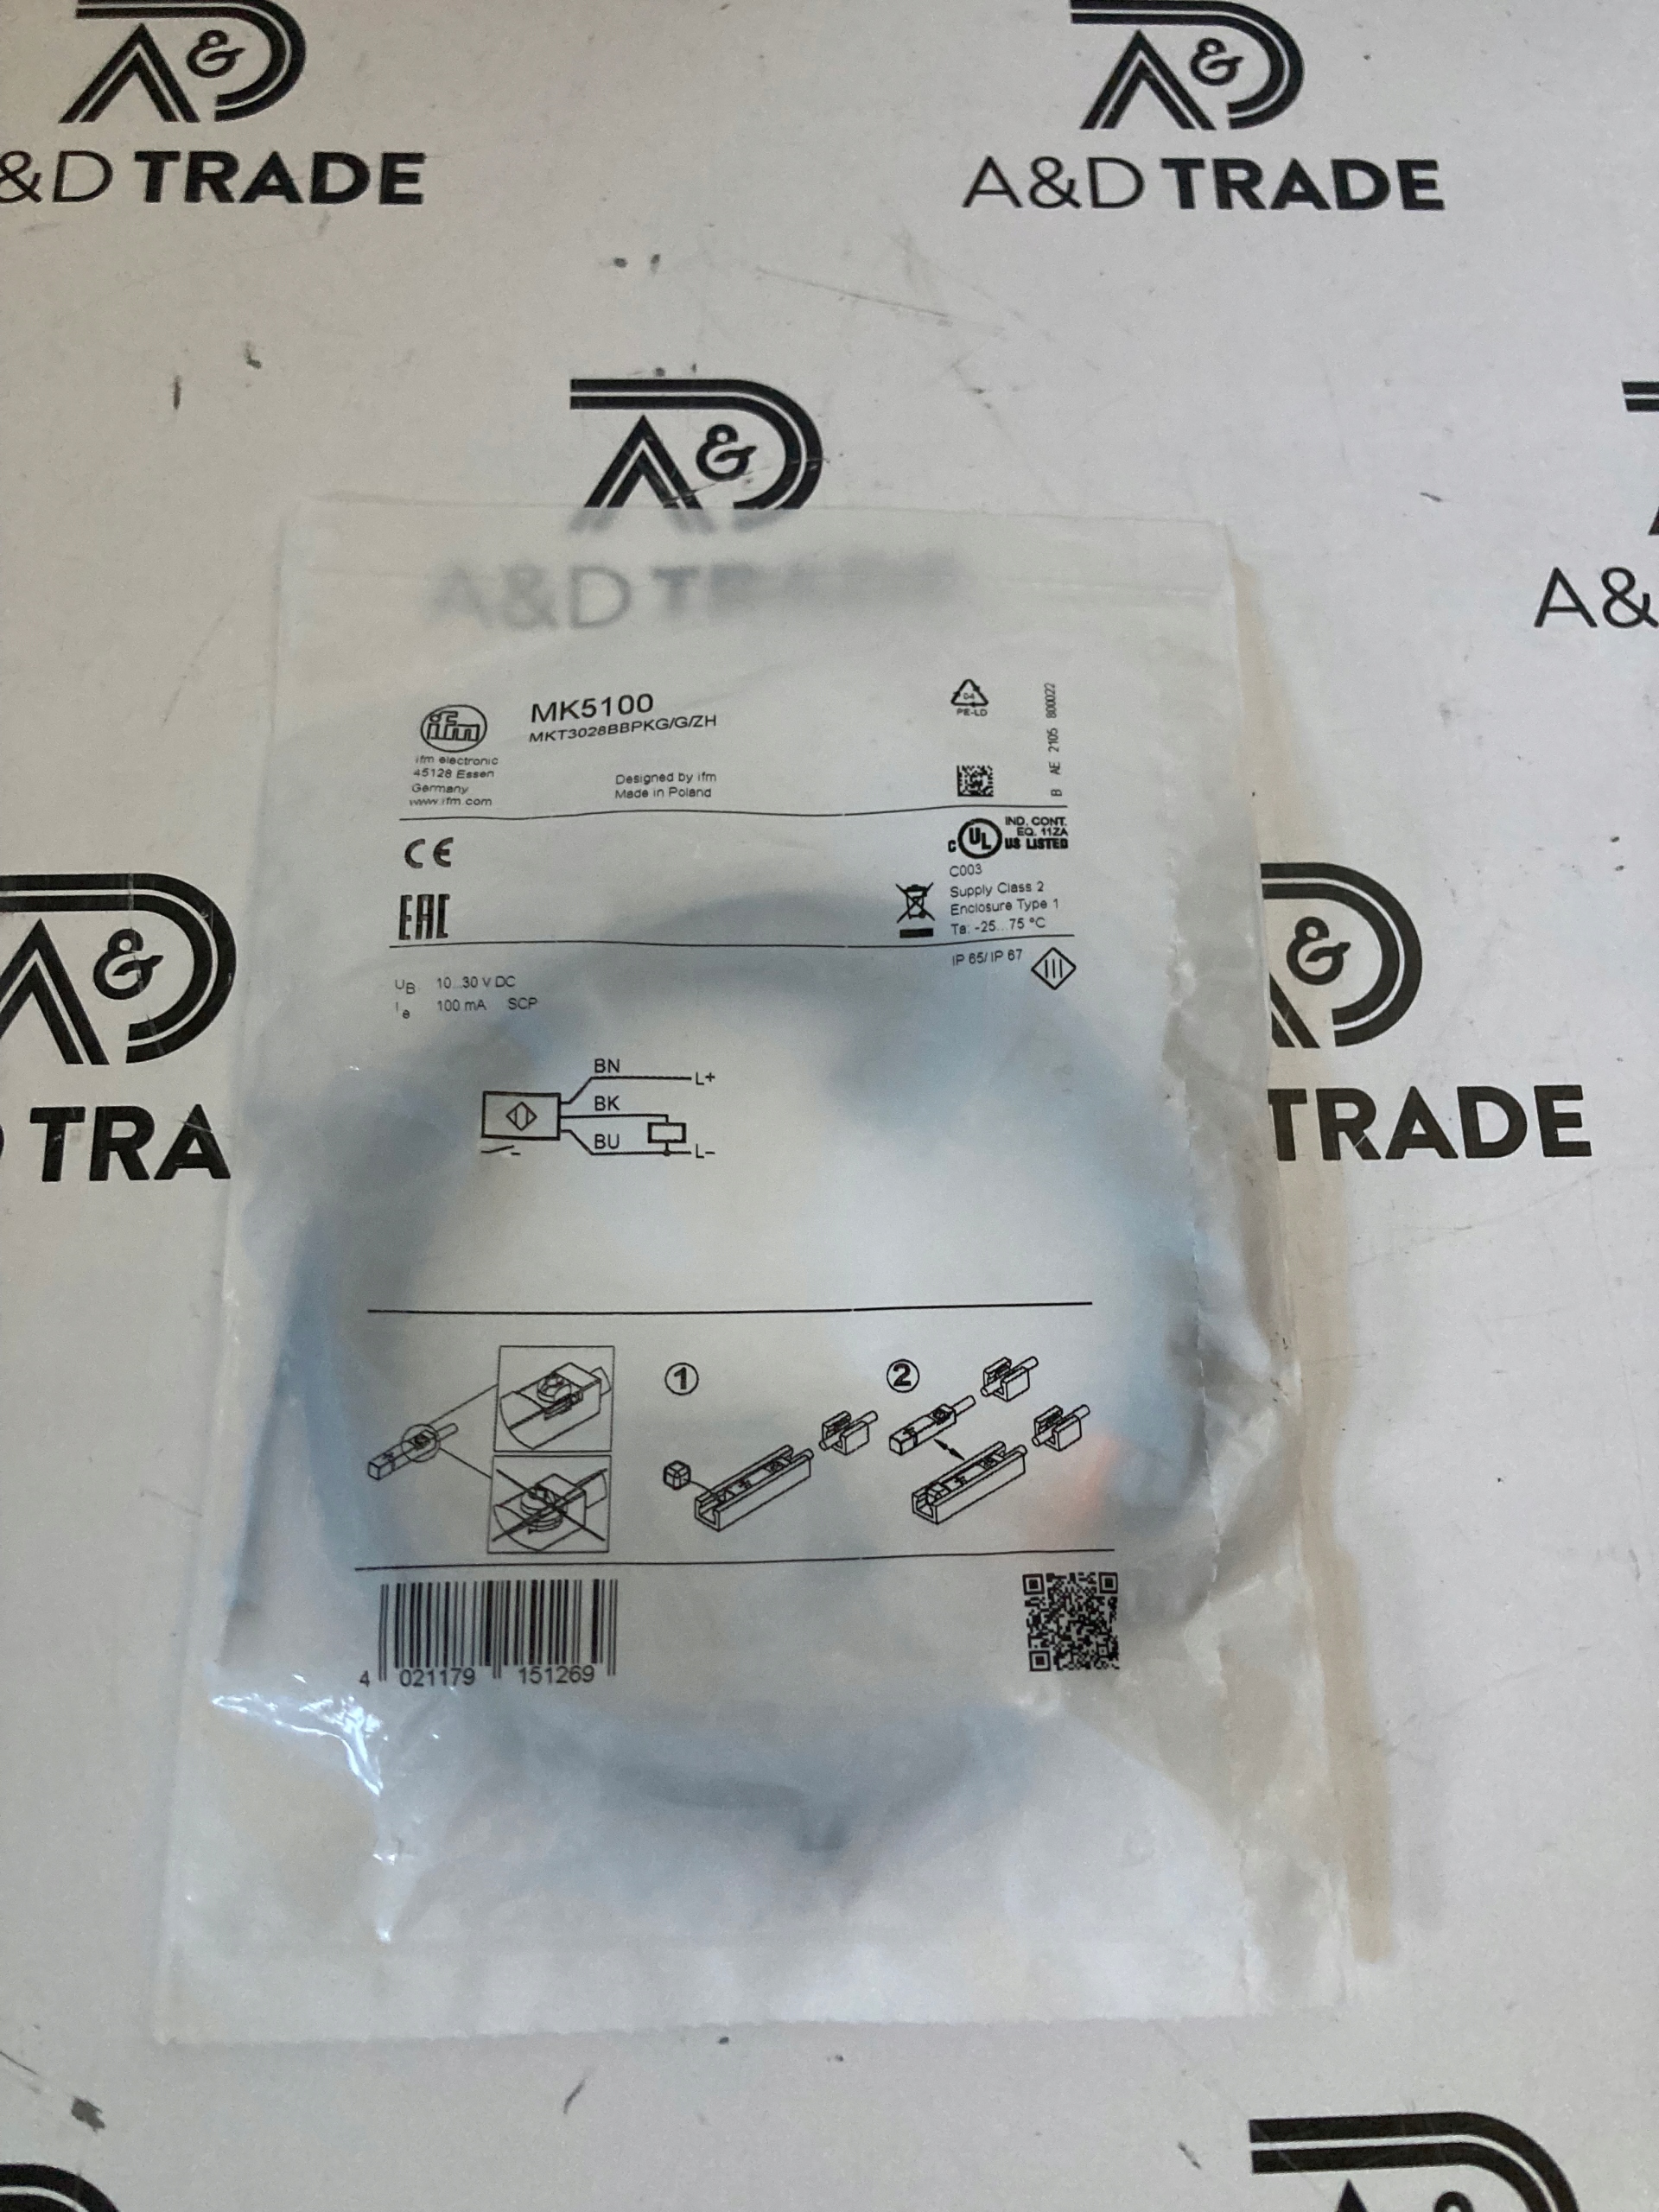 A&D
&D TRADE
A&D
A&D TRADE
A&D
A&D TRADE
A&
A&D
TRA
A&D
TRADE
ifm
MK5100
MKT3028BBPKG/G/ZH
ifm electronic
45128 Essen
Germany
www.ifm.com
Designed by ifm
Made in Poland
04
PE-LD
B AE 2105 800022
CE
EAC
c UL US LISTED
IND. CONT.
EQ. 11ZA
C003
Supply Class 2
Enclosure Type 1
Ta: -25...75 °C
IP 65/ IP 67
III
UB 10...30 V DC
Ie 100 mA SCP
BN
L+
BK
BU
L-
1
2
4 021179 151269
&